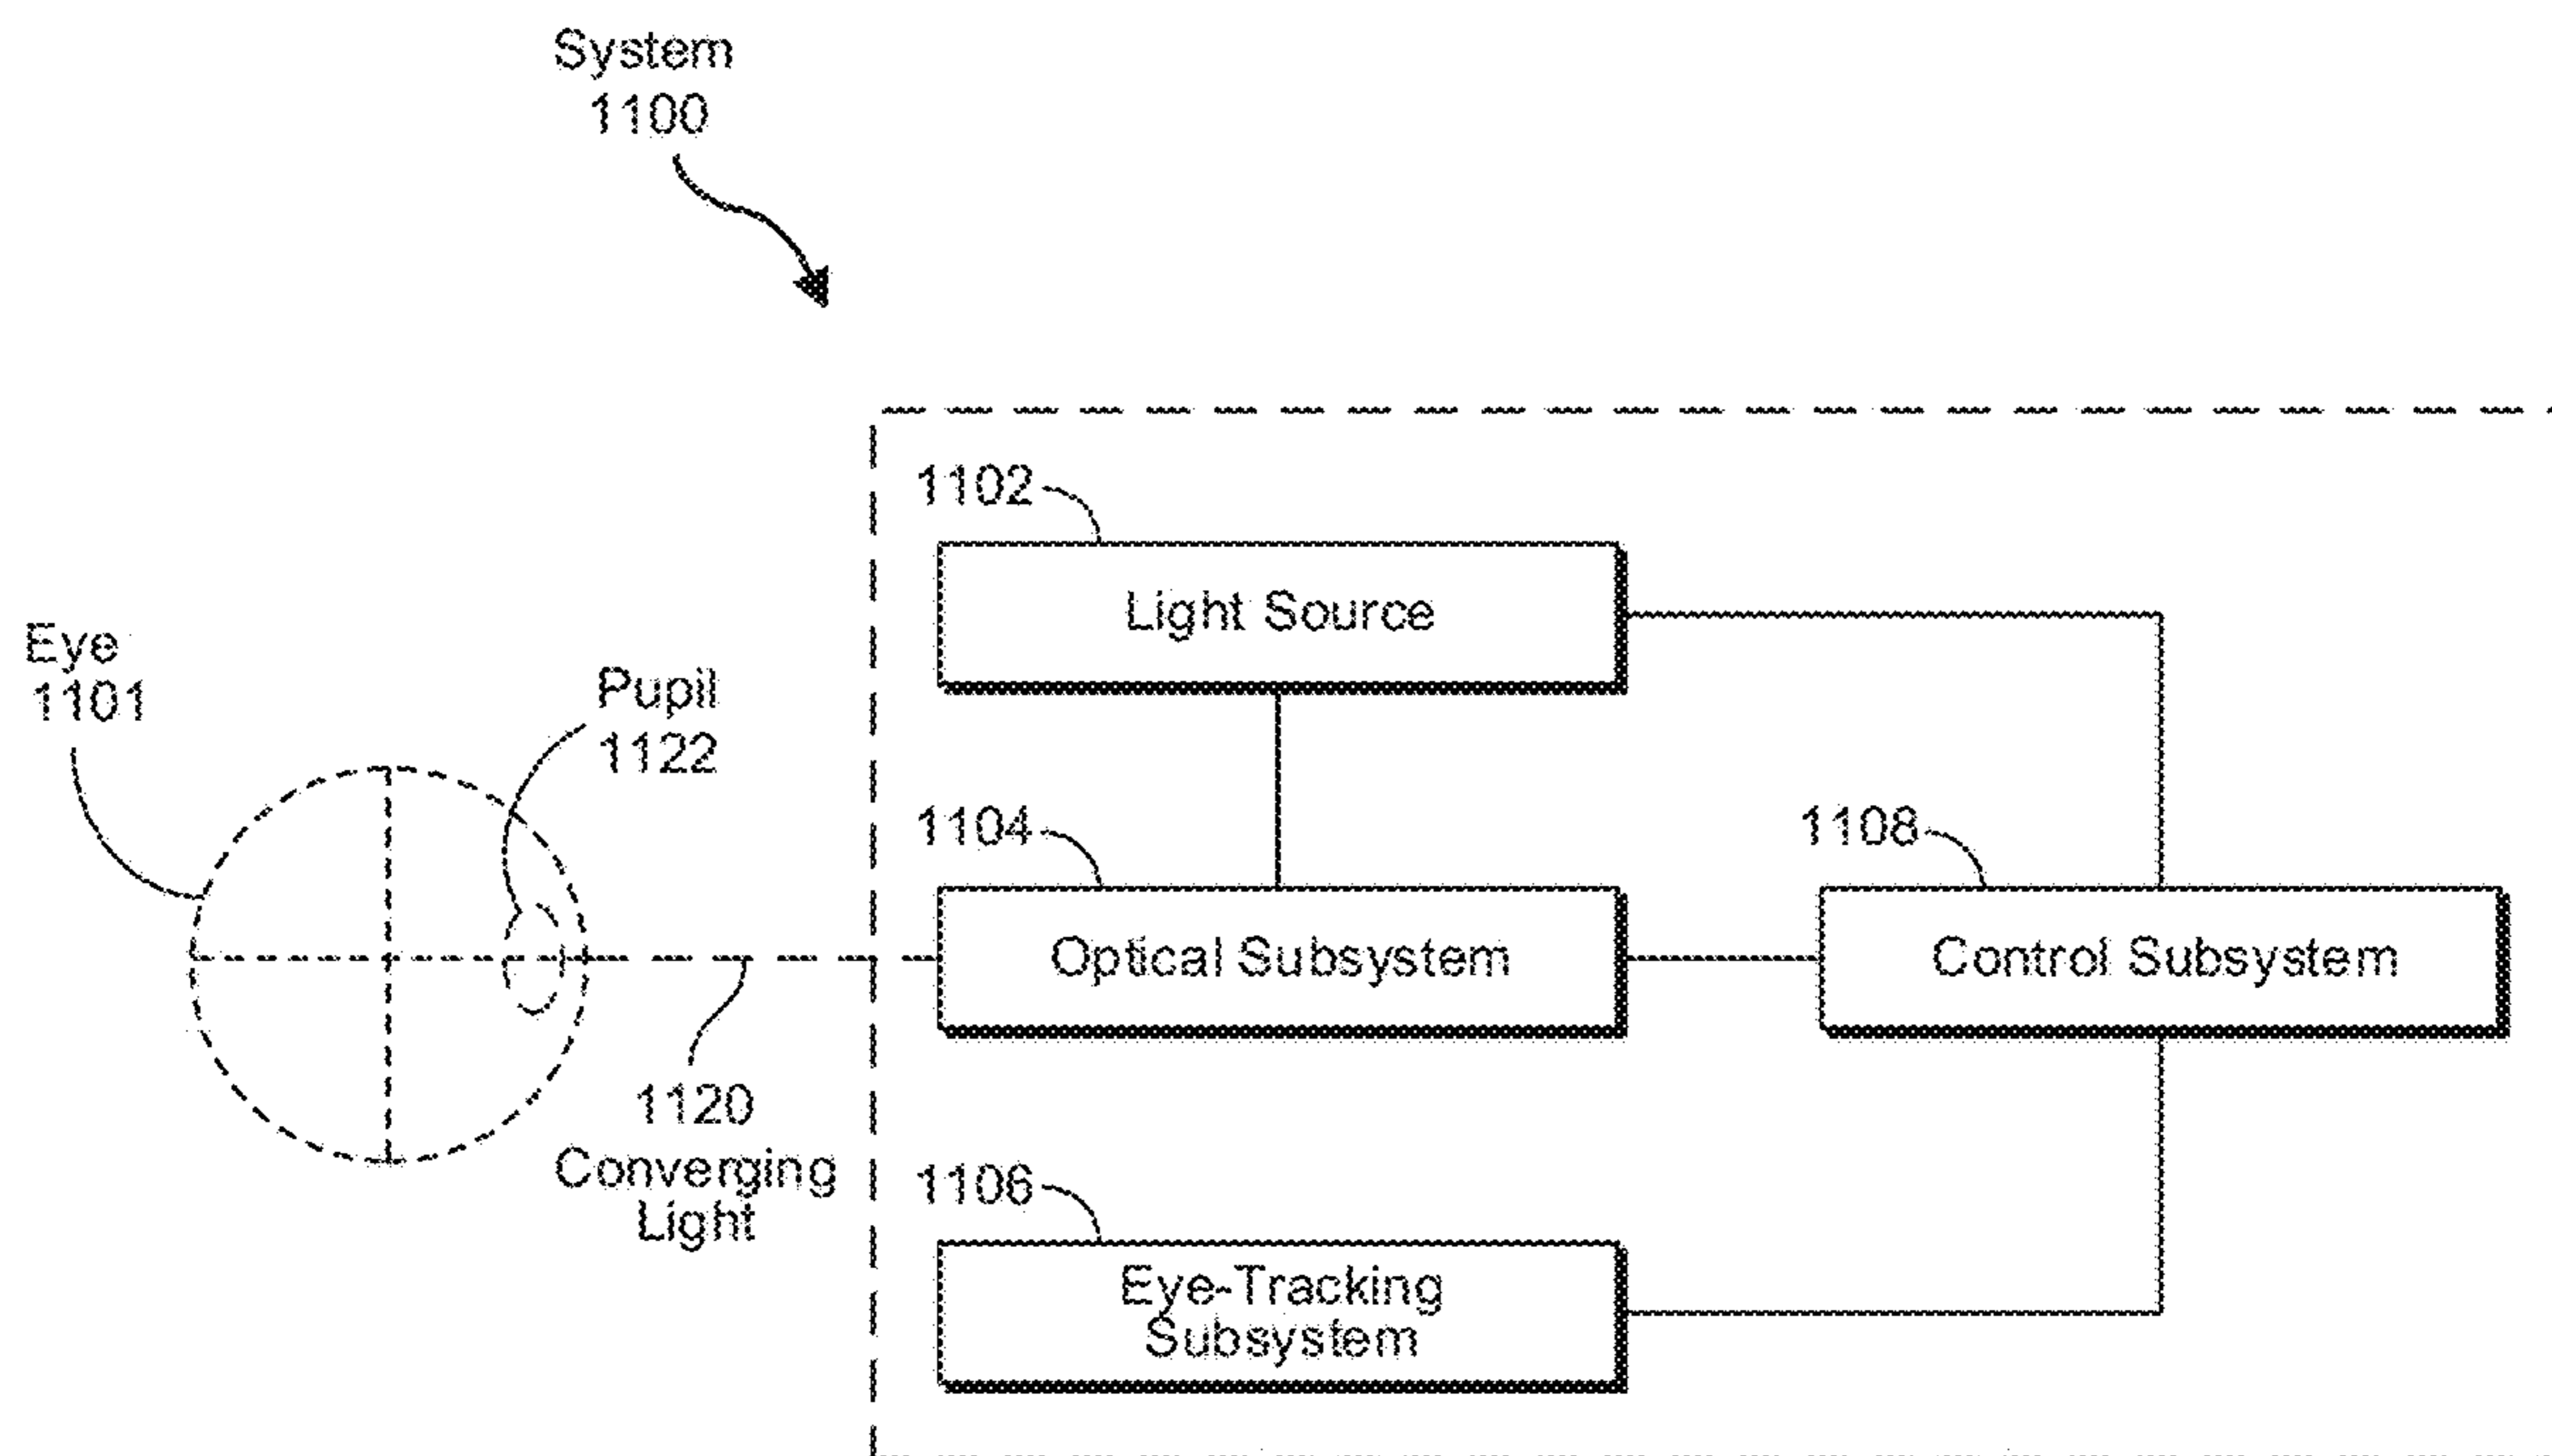 System
1100
1102
Light Source
Eye
1101
Pupil
1122
1104
1108
Optical Subsystem
Control Subsystem
1120
Converging
Light
1106
Eye-Tracking
Subsystem